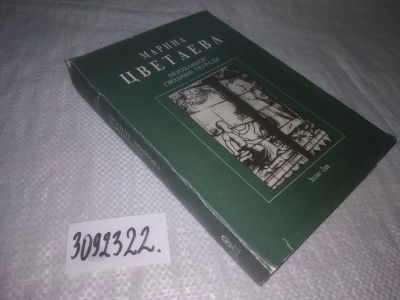 МАРИНА
ЦВЕТАЕВА
НЕИЗДАННОЕ
СВОДНЫЕ ТЕТРАДИ
Эллис Лак
3092322.